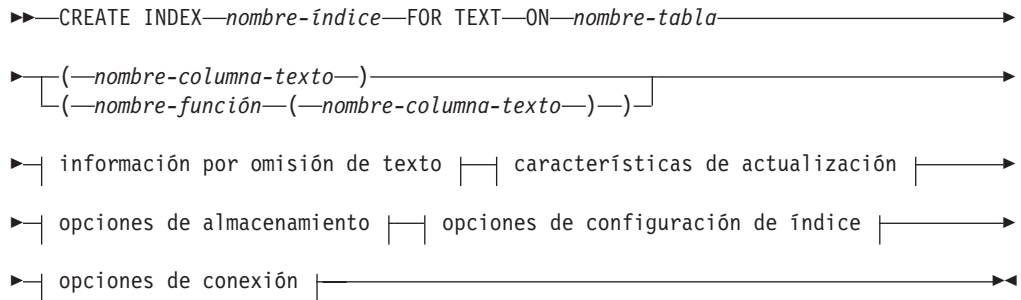 CREATE INDEX nombre-índice FOR TEXT ON nombre-tabla
( nombre-columna-texto )
( nombre-función ( nombre-columna-texto ) )
información por omisión de texto características de actualización
opciones de almacenamiento opciones de configuración de índice
opciones de conexión